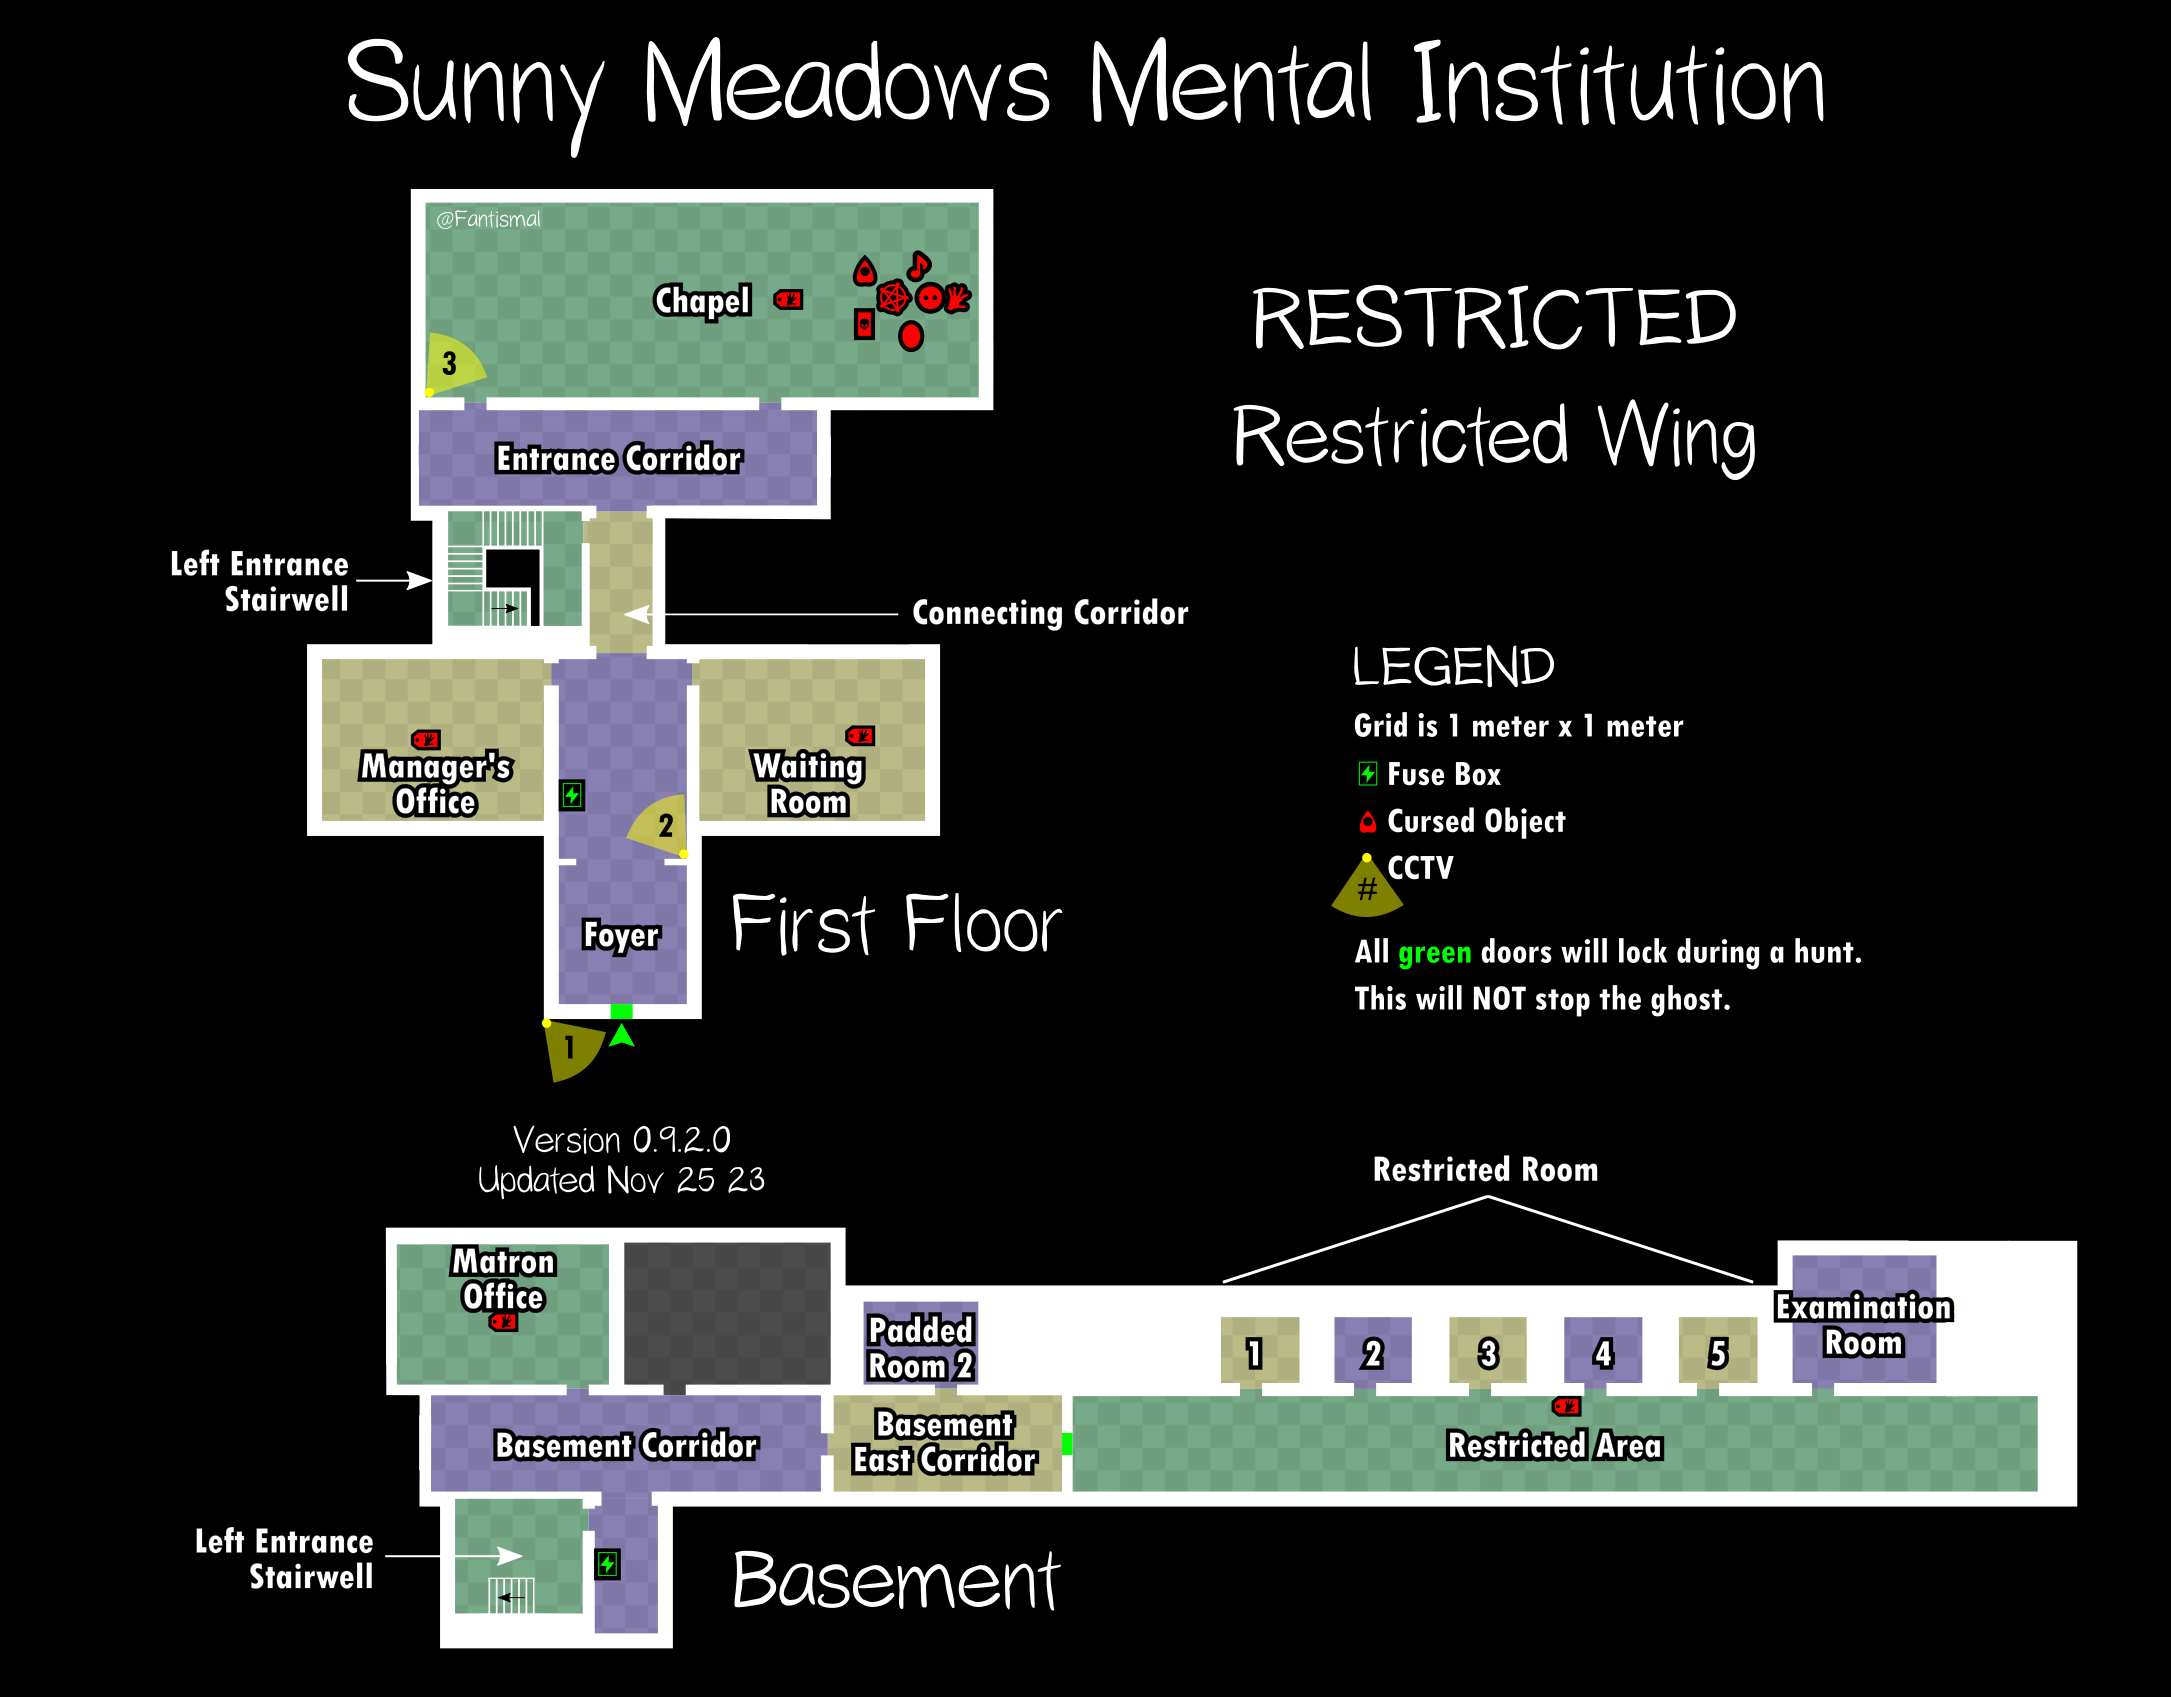 Sunny Meadows Mental Institution
@Fantismal
Chapel
3
RESTRICTED
Restricted Wing
Entrance Corridor
Left Entrance
Stairwell
Connecting Corridor
Manager's
Office
Waiting
Room
2
Foyer
First Floor
1
LEGEND
Grid is 1 meter x 1 meter
Fuse Box
Cursed Object
CCTV
#
All green doors will lock during a hunt.
This will NOT stop the ghost.
Version 0.9.2.0
Updated Nov 25 23
Restricted Room
Matron
Office
Padded
Room 2
1
2
3
4
5
Examination
Room
Basement Corridor
Basement
East Corridor
Restricted Area
Left Entrance
Stairwell
Basement